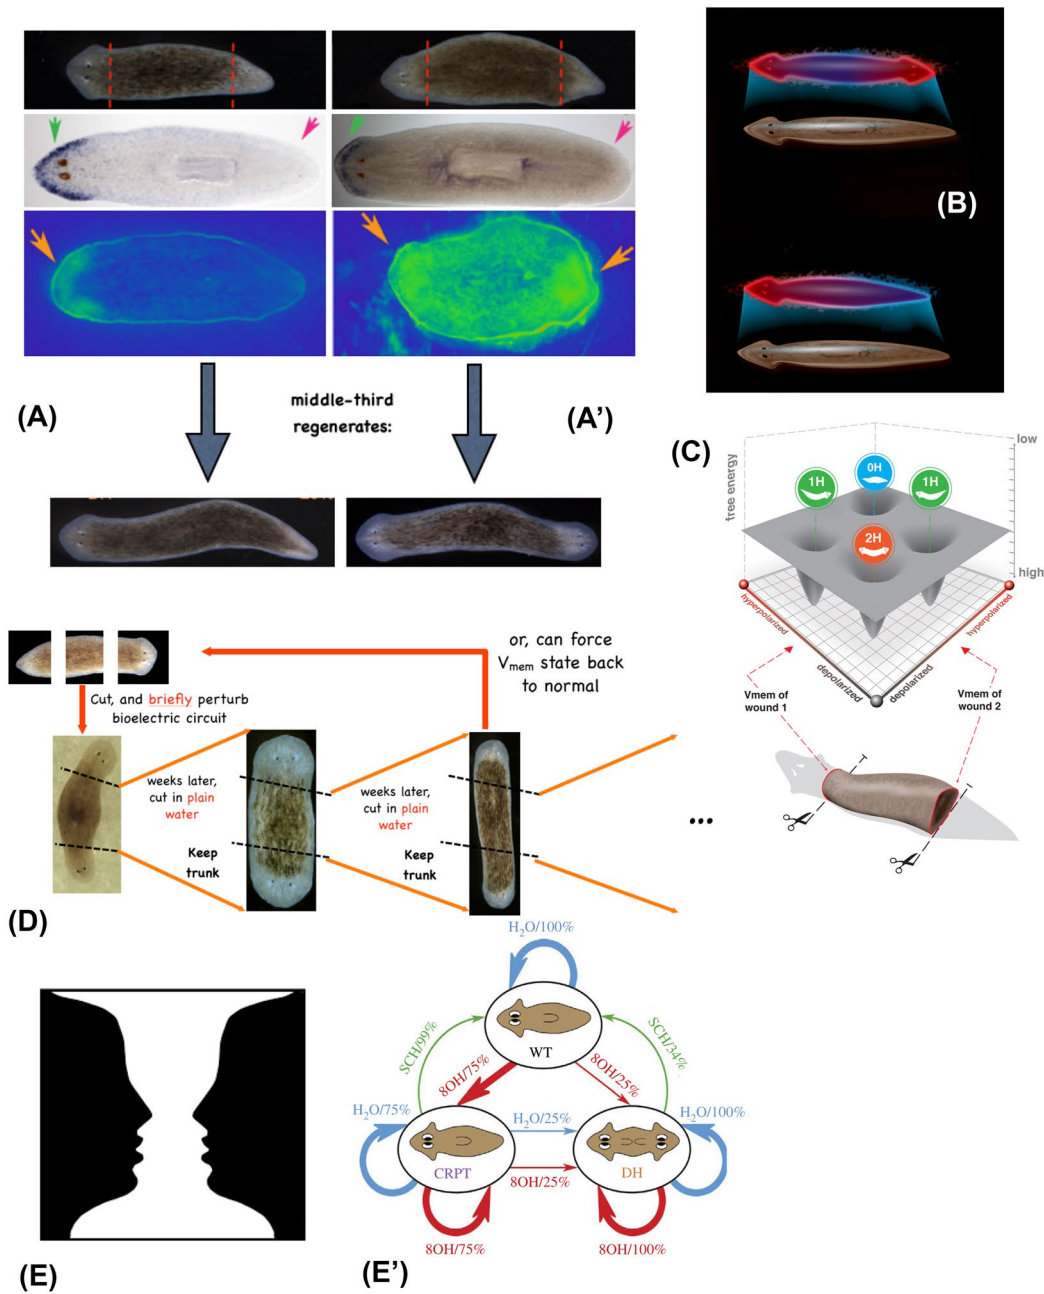 (A)
(A')
middle-third
regenerates:
(B)
(C)
free energy
low
high
1H
0H
1H
2H
hyperpolarized
depolarized
depolarized
hyperpolarized
Vmem of
wound 1
Vmem of
wound 2
or, can force
Vmem state back
to normal
Cut, and briefly perturb
bioelectric circuit
weeks later,
cut in plain
water
Keep
trunk
weeks later,
cut in plain
water
Keep
trunk
...
(D)
(E)
H2O/100%
WT
SCH/99%
SCH/34%
8OH/75%
8OH/25%
H2O/75%
H2O/25%
H2O/100%
CRPT
DH
8OH/25%
8OH/75%
8OH/100%
(E')